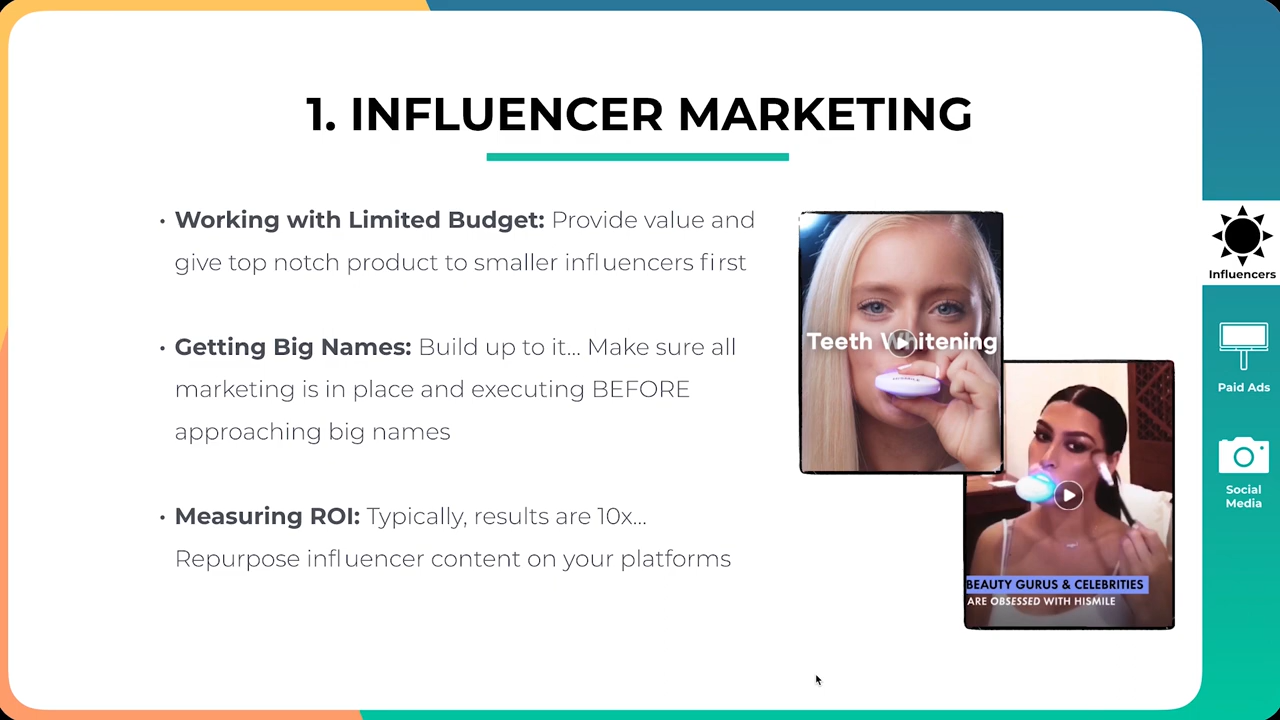 1. INFLUENCER MARKETING
• Working with Limited Budget: Provide value and
give top notch product to smaller influencers first
• Getting Big Names: Build up to it... Make sure all
marketing is in place and executing BEFORE
approaching big names
• Measuring ROI: Typically, results are 10x...
Repurpose influencer content on your platforms
Teeth Whitening
BEAUTY GURUS & CELEBRITIES
ARE OBSESSED WITH HISMILE
Influencers
Paid Ads
Social
Media